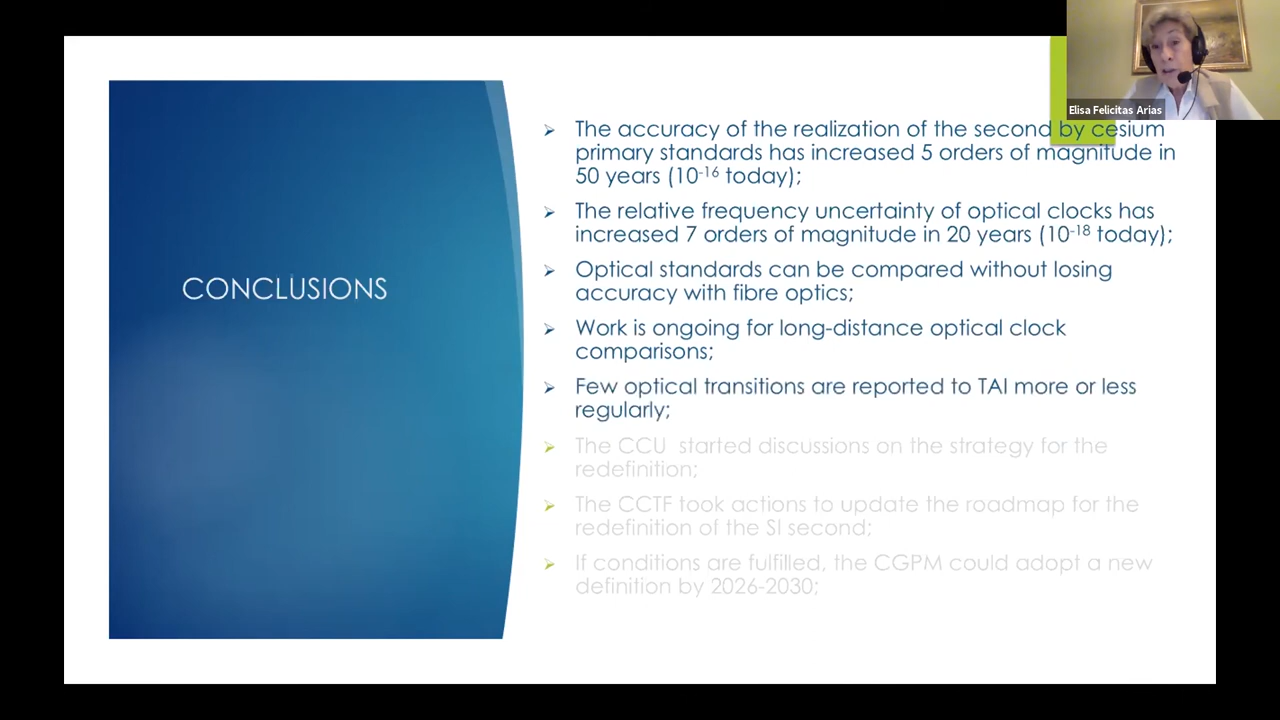 Elisa Felicitas Arias
CONCLUSIONS
➢ The accuracy of the realization of the second by cesium
primary standards has increased 5 orders of magnitude in
50 years (10⁻¹⁶ today);
➢ The relative frequency uncertainty of optical clocks has
increased 7 orders of magnitude in 20 years (10⁻¹⁸ today);
➢ Optical standards can be compared without losing
accuracy with fibre optics;
➢ Work is ongoing for long-distance optical clock
comparisons;
➢ Few optical transitions are reported to TAI more or less
regularly;
➢ The CCU started discussions on the strategy for the
redefinition;
➢ The CCTF took actions to update the roadmap for the
redefinition of the SI second;
➢ If conditions are fulfilled, the CGPM could adopt a new
definition by 2026-2030;